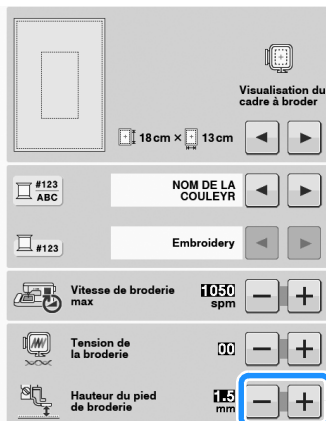 Visualisation du
cadre à broder
18 cm × 13 cm
#123
ABC
NOM DE LA
COULEYR
#123
Embroidery
Vitesse de broderie
max
1050
spm
Tension de
la broderie
00
Hauteur du pied
de broderie
1.5
mm